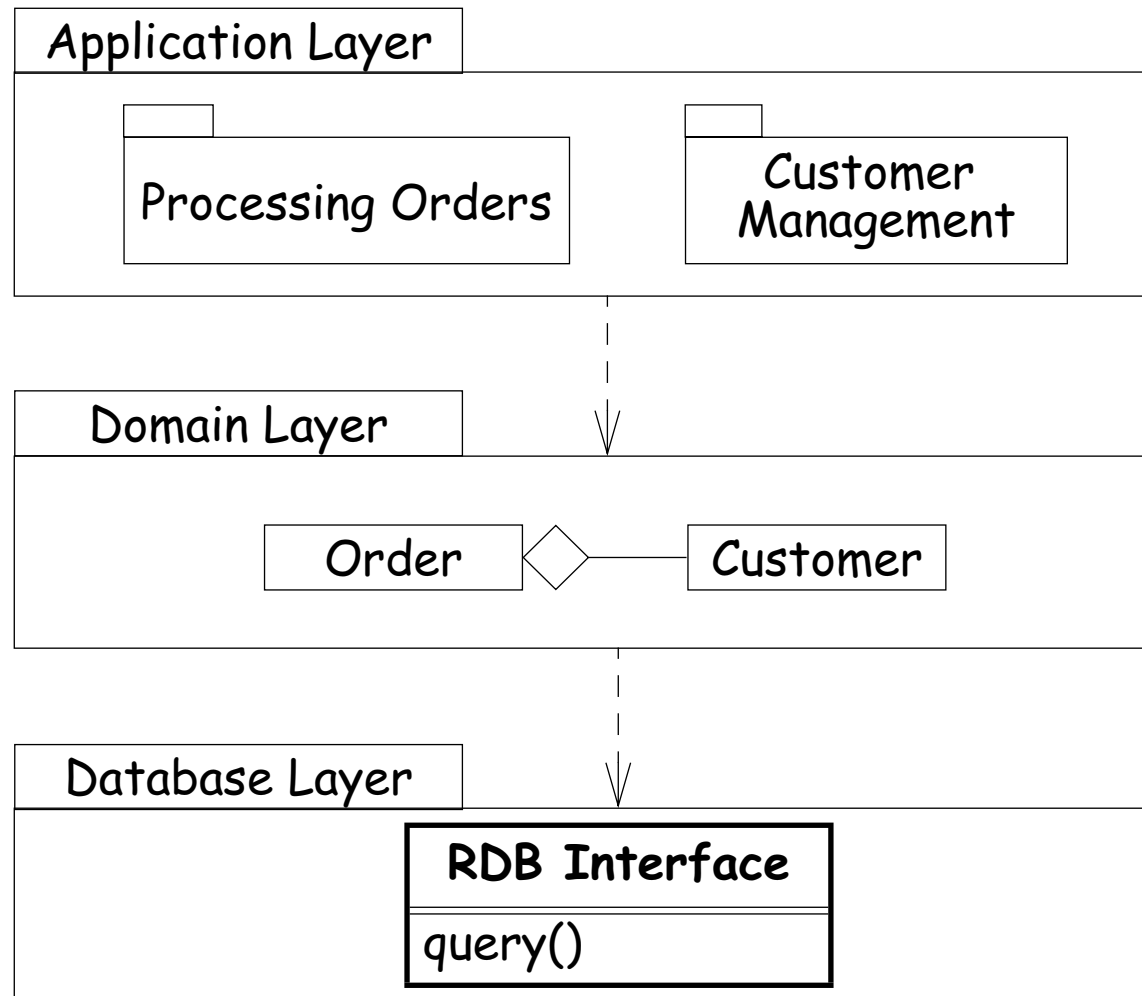 Application Layer
Processing Orders
Customer
Management
Domain Layer
Order
Customer
Database Layer
RDB Interface
query()